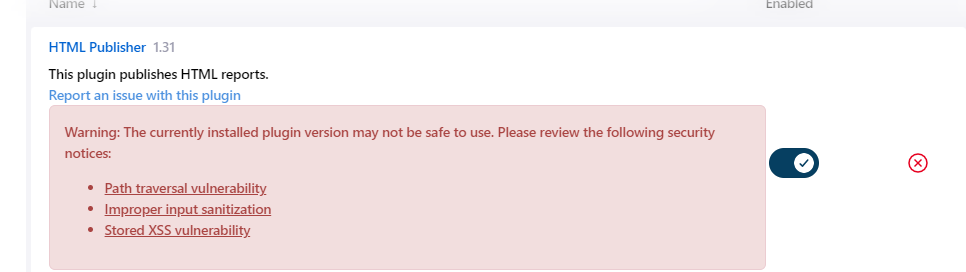 Name ↓ Enabled
HTML Publisher 1.31
This plugin publishes HTML reports.
Report an issue with this plugin
Warning: The currently installed plugin version may not be safe to use. Please review the following security
notices:
• Path traversal vulnerability
• Improper input sanitization
• Stored XSS vulnerability